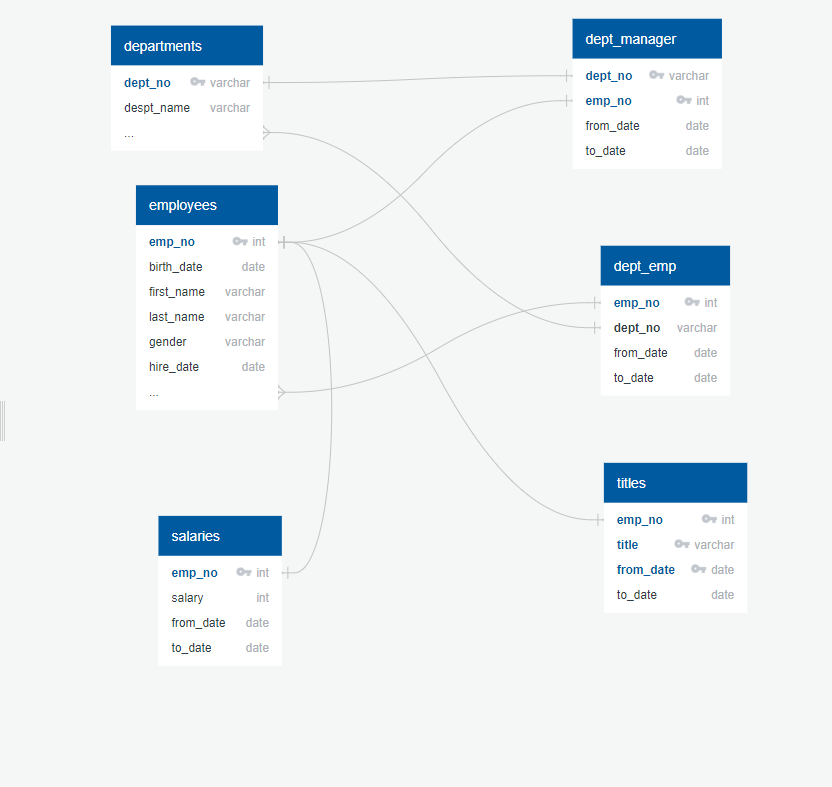 departments
dept_no varchar
despt_name varchar
...
employees
emp_no int
birth_date date
first_name varchar
last_name varchar
gender varchar
hire_date date
...
salaries
emp_no int
salary int
from_date date
to_date date
dept_manager
dept_no varchar
emp_no int
from_date date
to_date date
dept_emp
emp_no int
dept_no varchar
from_date date
to_date date
titles
emp_no int
title varchar
from_date date
to_date date